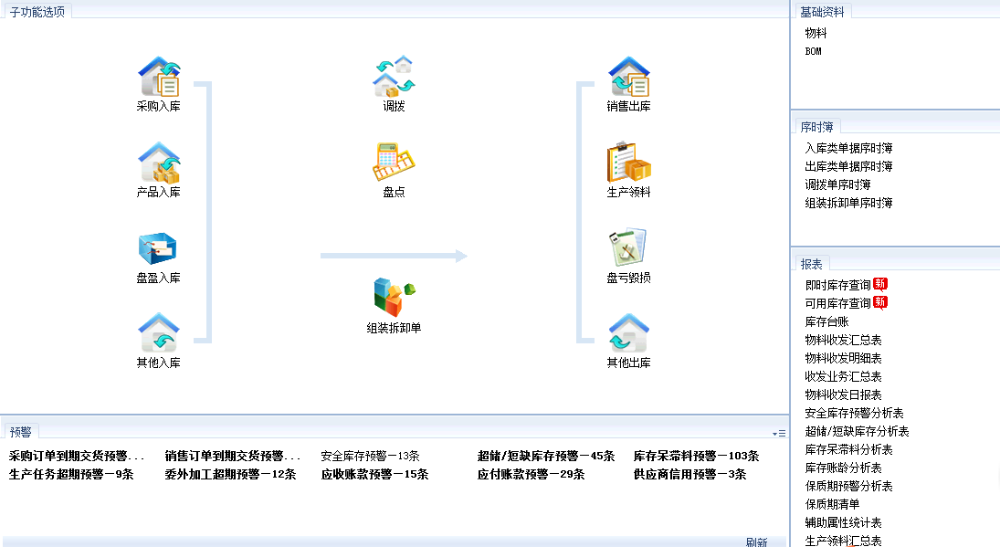 子功能选项
采购入库
调拨
销售出库
产品入库
盘点
生产领料
盘盈入库
盘亏毁损
组装拆卸单
其他入库
其他出库
预警
采购订单到期交货预警...
销售订单到期交货预警...
安全库存预警—13条
超储/短缺库存预警—45条
库存呆滞料预警—103条
生产任务超期预警—9条
委外加工超期预警—12条
应收账款预警—15条
应付账款预警—29条
供应商信用预警—3条
刷新
基础资料
物料
BOM
序时簿
入库类单据序时簿
出库类单据序时簿
调拨单序时簿
组装拆卸单序时簿
报表
即时库存查询 新
可用库存查询 新
库存台账
物料收发汇总表
物料收发明细表
收发业务汇总表
物料收发日报表
安全库存预警分析表
超储/短缺库存分析表
库存呆滞料分析表
库存账龄分析表
保质期预警分析表
保质期清单
辅助属性统计表
生产领料汇总表